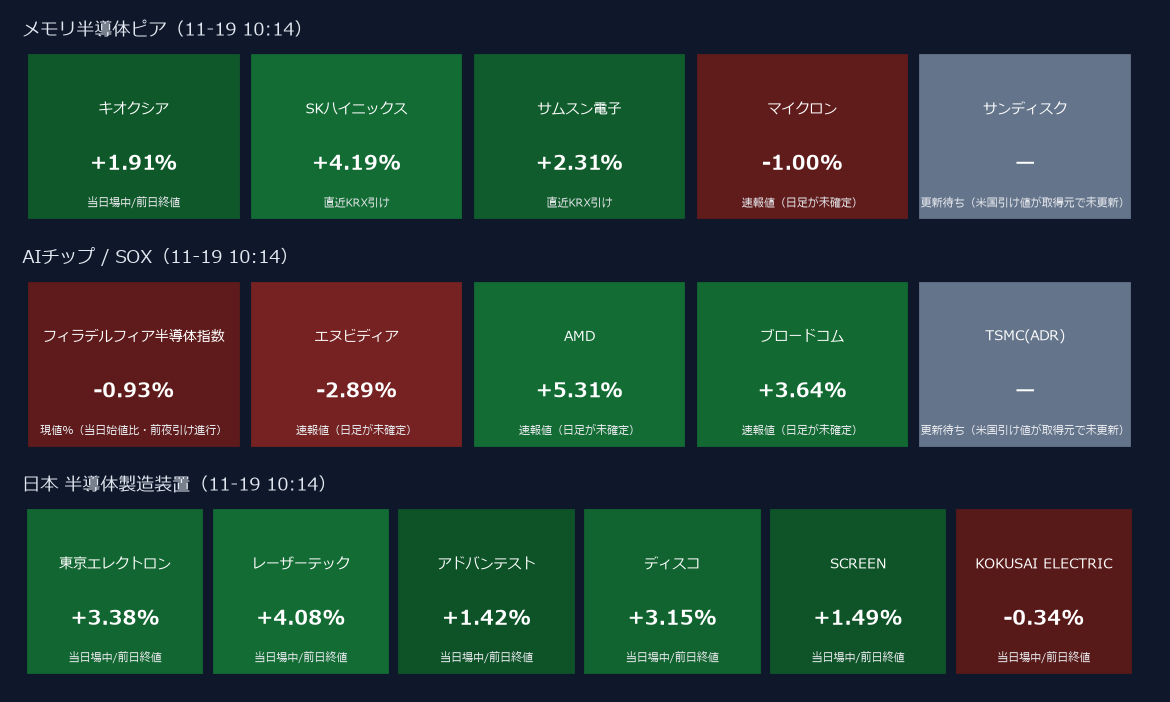 メモリ半導体ピア（11-19 10:14）
キオクシア
+1.91%
当日場中/前日終値
SKハイニックス
+4.19%
直近KRX引け
サムスン電子
+2.31%
直近KRX引け
マイクロン
-1.00%
速報値（日足が未確定）
サンディスク
—
更新待ち（米国引け値が取得元で未更新）
AIチップ / SOX（11-19 10:14）
フィラデルフィア半導体指数
-0.93%
現値%（当日始値比・前夜引け進行）
エヌビディア
-2.89%
速報値（日足が未確定）
AMD
+5.31%
速報値（日足が未確定）
ブロードコム
+3.64%
速報値（日足が未確定）
TSMC(ADR)
—
更新待ち（米国引け値が取得元で未更新）
日本 半導体製造装置（11-19 10:14）
東京エレクトロン
+3.38%
当日場中/前日終値
レーザーテック
+4.08%
当日場中/前日終値
アドバンテスト
+1.42%
当日場中/前日終値
ディスコ
+3.15%
当日場中/前日終値
SCREEN
+1.49%
当日場中/前日終値
KOKUSAI ELECTRIC
-0.34%
当日場中/前日終値